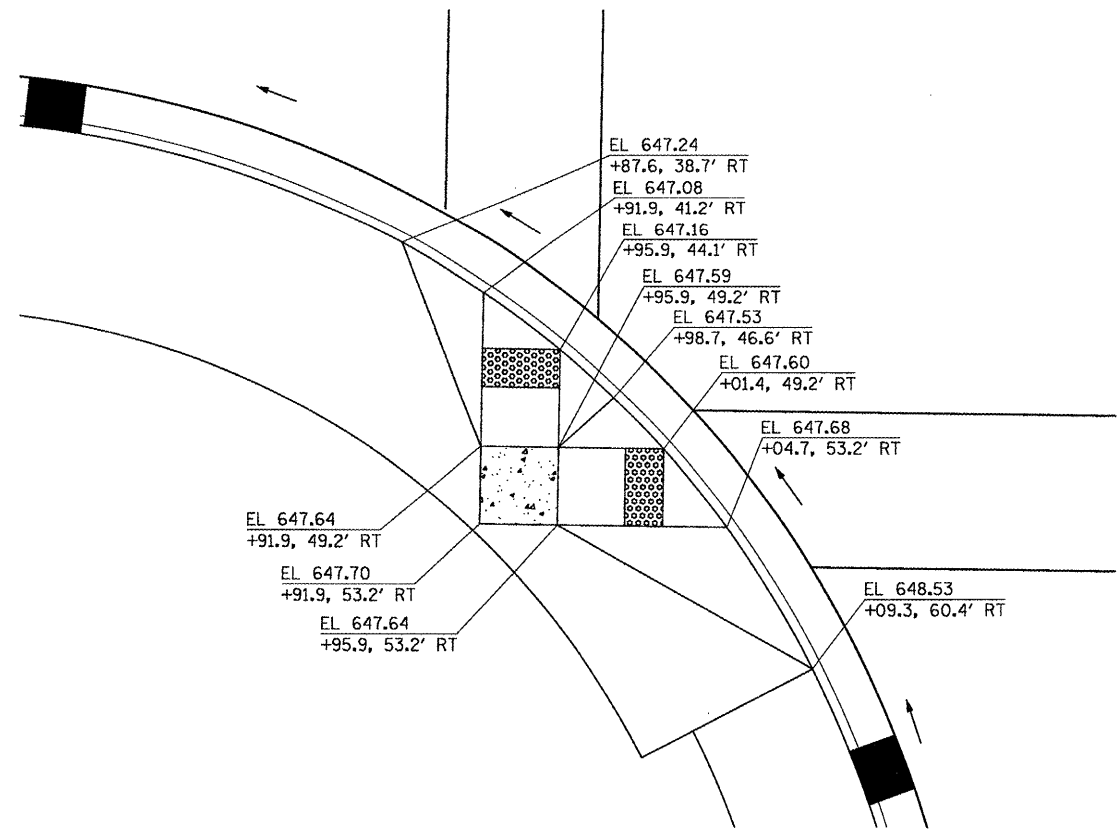 EL 647.24
+87.6, 38.7' RT
EL 647.08
+91.9, 41.2' RT
EL 647.16
+95.9, 44.1' RT
EL 647.59
+95.9, 49.2' RT
EL 647.53
+98.7, 46.6' RT
EL 647.60
+01.4, 49.2' RT
EL 647.68
+04.7, 53.2' RT
EL 647.64
+91.9, 49.2' RT
EL 647.70
+91.9, 53.2' RT
EL 647.64
+95.9, 53.2' RT
EL 648.53
+09.3, 60.4' RT